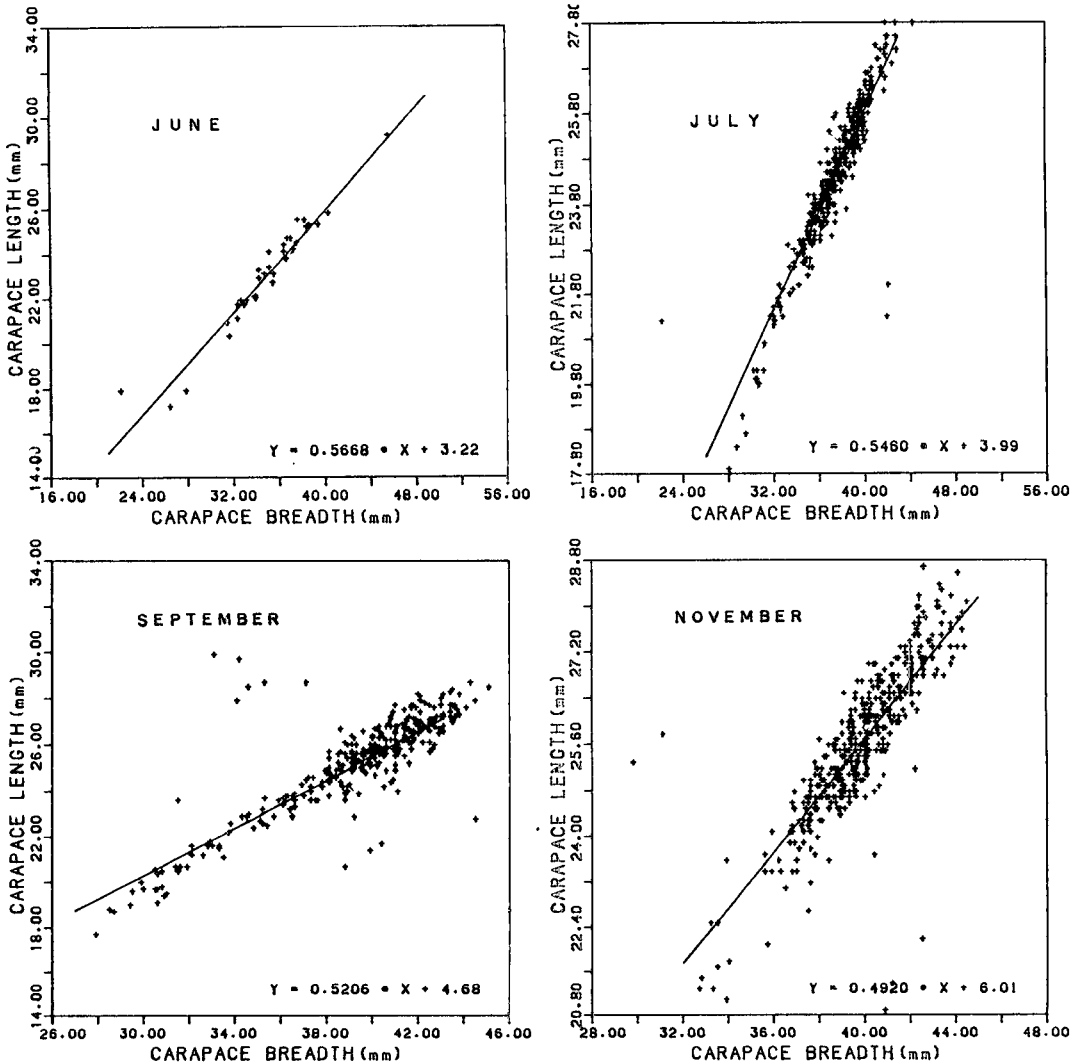 34.00
30.00
26.00
22.00
18.00
14.00
CARAPACE LENGTH(mm)
JUNE
Y = 0.5668 * X + 3.22
16.00 24.00 32.00 40.00 48.00 56.00
CARAPACE BREADTH(mm)
27.80
25.80
23.80
21.80
19.80
17.80
CARAPACE LENGTH(mm)
JULY
Y = 0.5460 * X + 3.99
16.00 24.00 32.00 40.00 48.00 56.00
CARAPACE BREADTH(mm)
34.00
30.00
26.00
22.00
18.00
14.00
CARAPACE LENGTH(mm)
SEPTEMBER
Y = 0.5206 * X + 4.68
26.00 30.00 34.00 38.00 42.00 46.00
CARAPACE BREADTH(mm)
28.80
27.20
25.60
24.00
22.40
20.80
CARAPACE LENGTH(mm)
NOVEMBER
Y = 0.4920 * X + 6.01
28.00 32.00 36.00 40.00 44.00 48.00
CARAPACE BREADTH(mm)